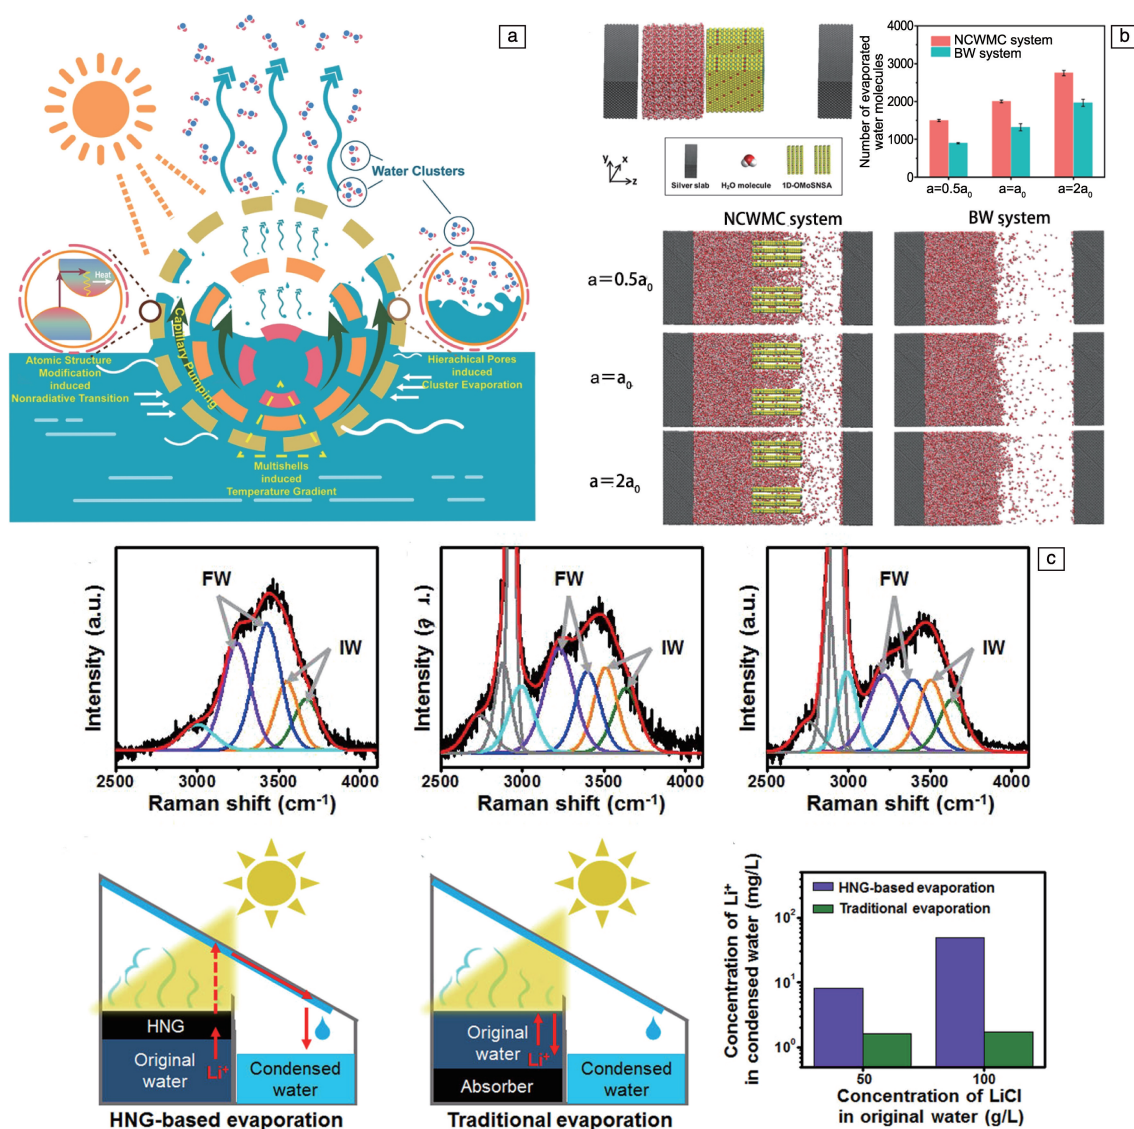 a
Water Clusters
Heat
Capillary Pumping
Atomic Structure
Modification
induced
Nonradiative Transition
Hierachical Pores
induced
Cluster Evaporation
Multishells
induced
Temperature Gradient
b
y
x
z
Silver slab
H₂O molecule
1D-OMoSNSA
Number of evaporated
water molecules
4000
3000
2000
1000
0
NCWMC system
BW system
a=0.5a₀
a=a₀
a=2a₀
NCWMC system
BW system
a=0.5a₀
a=a₀
a=2a₀
c
Intensity (a.u.)
FW
IW
2500
3000
3500
4000
Raman shift (cm⁻¹)
FW
IW
2500
3000
3500
4000
Raman shift (cm⁻¹)
Intensity (a.u.)
FW
IW
2500
3000
3500
4000
Raman shift (cm⁻¹)
HNG
Original
water
Li⁺
Condensed
water
HNG-based evaporation
Original
water
Li⁺
Absorber
Condensed
water
Traditional evaporation
Concentration of Li⁺
in condensed water (mg/L)
10²
10¹
10⁰
HNG-based evaporation
Traditional evaporation
50
100
Concentration of LiCl
in original water (g/L)